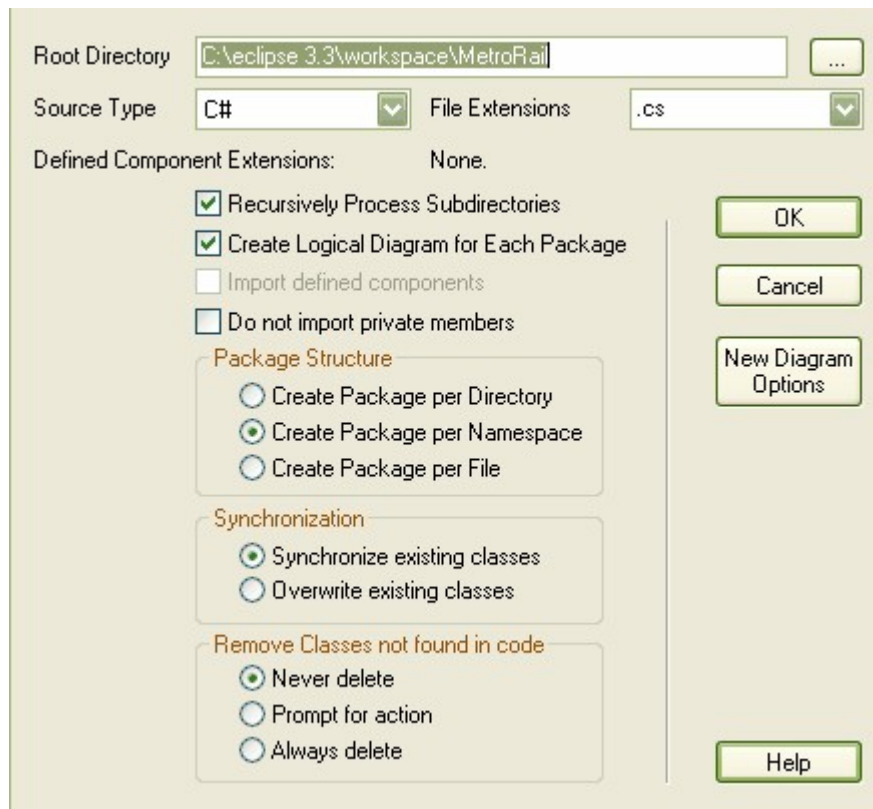 Root Directory C:\eclipse 3.3\workspace\MetroRail ...
Source Type C# File Extensions .cs
Defined Component Extensions: None.
Recursively Process Subdirectories
OK
Create Logical Diagram for Each Package
Import defined components
Cancel
Do not import private members
Package Structure
New Diagram
Options
Create Package per Directory
Create Package per Namespace
Create Package per File
Synchronization
Synchronize existing classes
Overwrite existing classes
Remove Classes not found in code
Never delete
Prompt for action
Always delete
Help